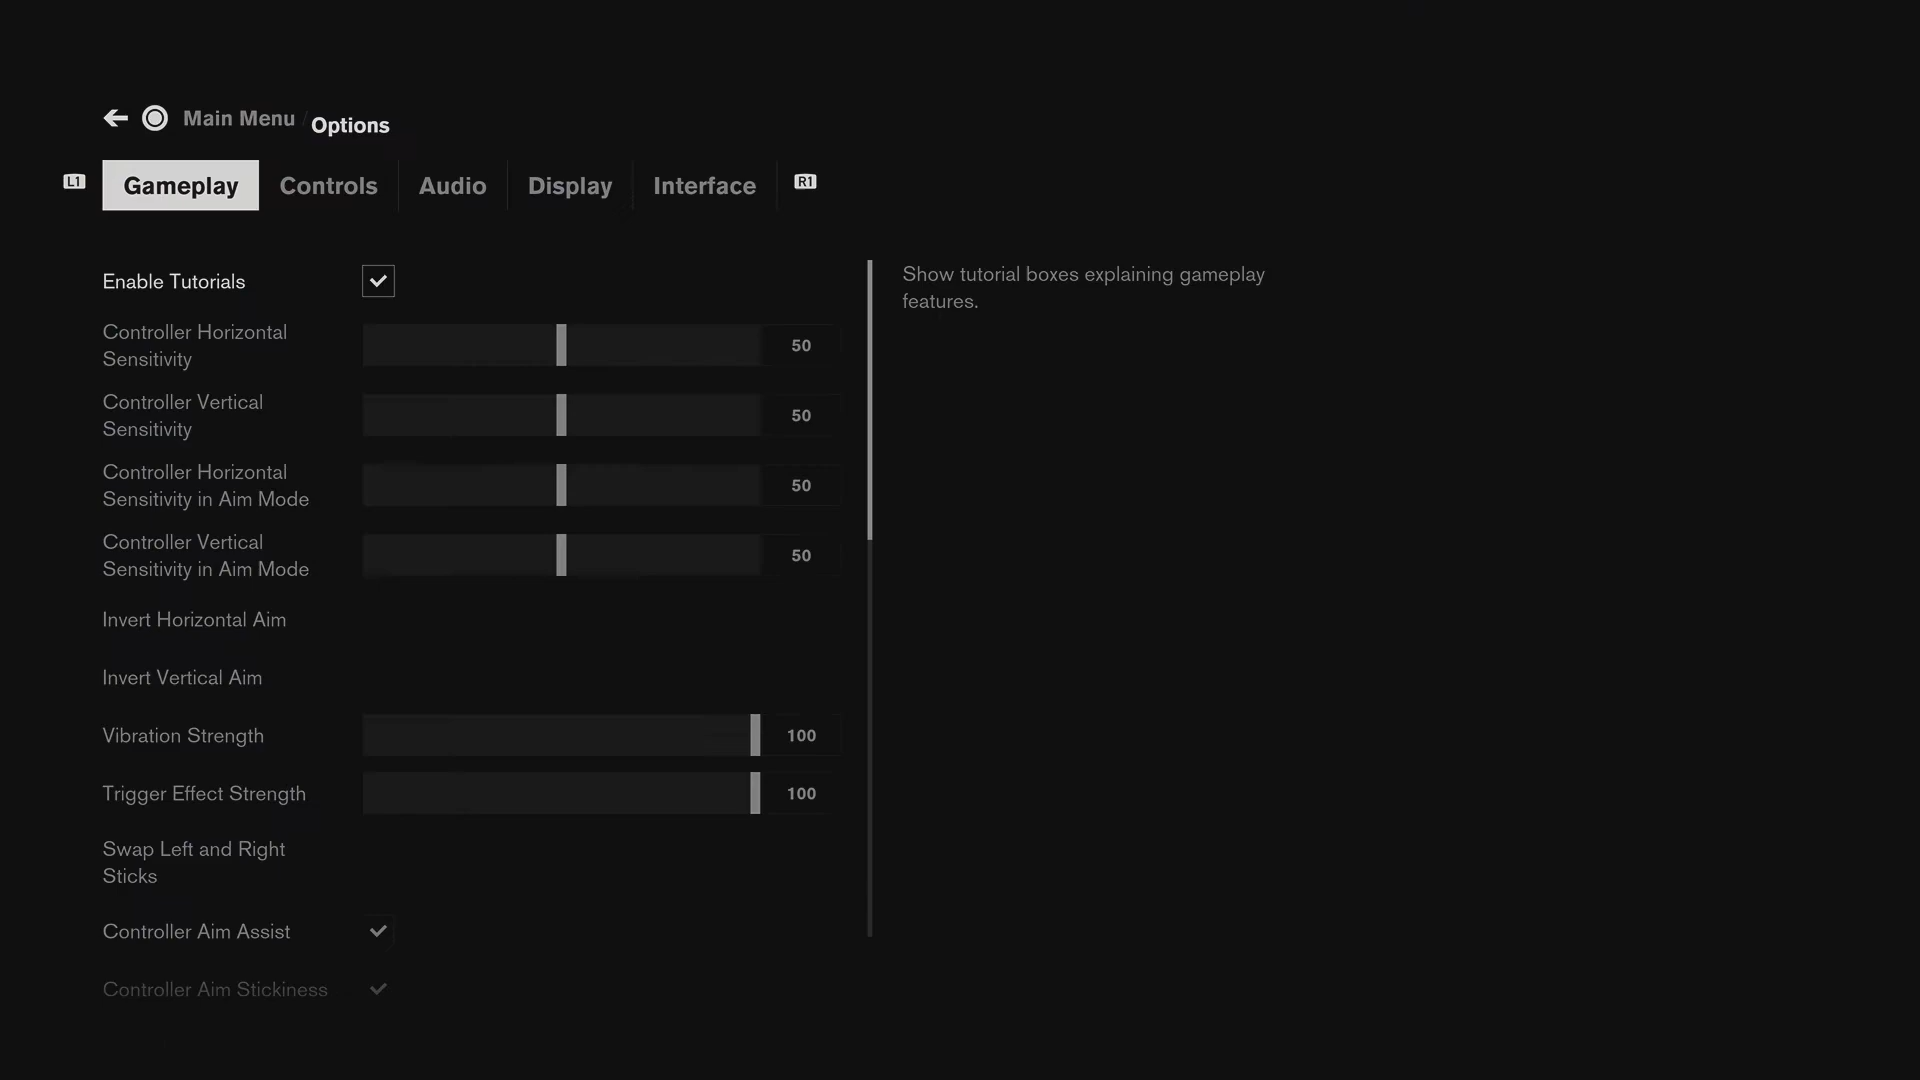 Main Menu / Options
L1 Gameplay Controls Audio Display Interface R1
Enable Tutorials
Show tutorial boxes explaining gameplay
features.
Controller Horizontal
Sensitivity
50
Controller Vertical
Sensitivity
50
Controller Horizontal
Sensitivity in Aim Mode
50
Controller Vertical
Sensitivity in Aim Mode
50
Invert Horizontal Aim
Invert Vertical Aim
Vibration Strength 100
Trigger Effect Strength 100
Swap Left and Right
Sticks
Controller Aim Assist
Controller Aim Stickiness